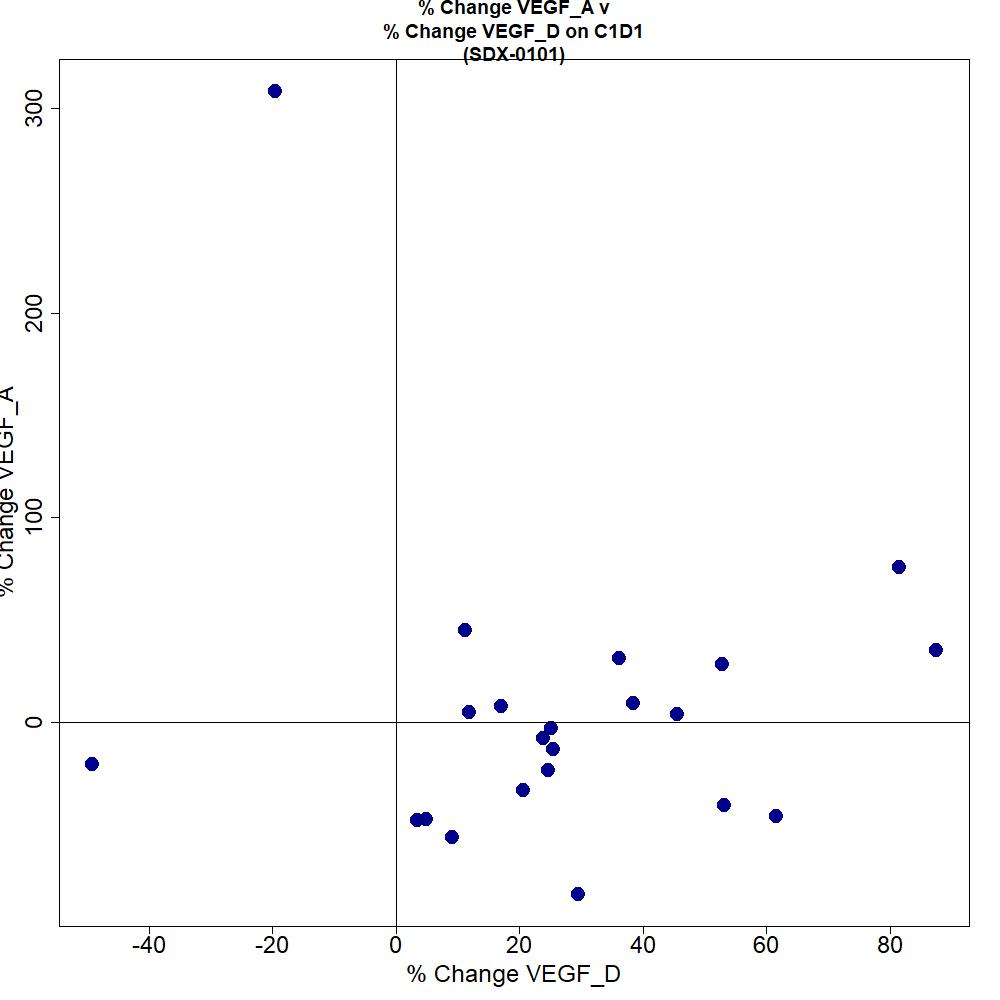 % Change VEGF_A v
% Change VEGF_D on C1D1
(SDX-0101)
300
200
100
0
% Change VEGF_A
-40
-20
0
20
40
60
80
% Change VEGF_D